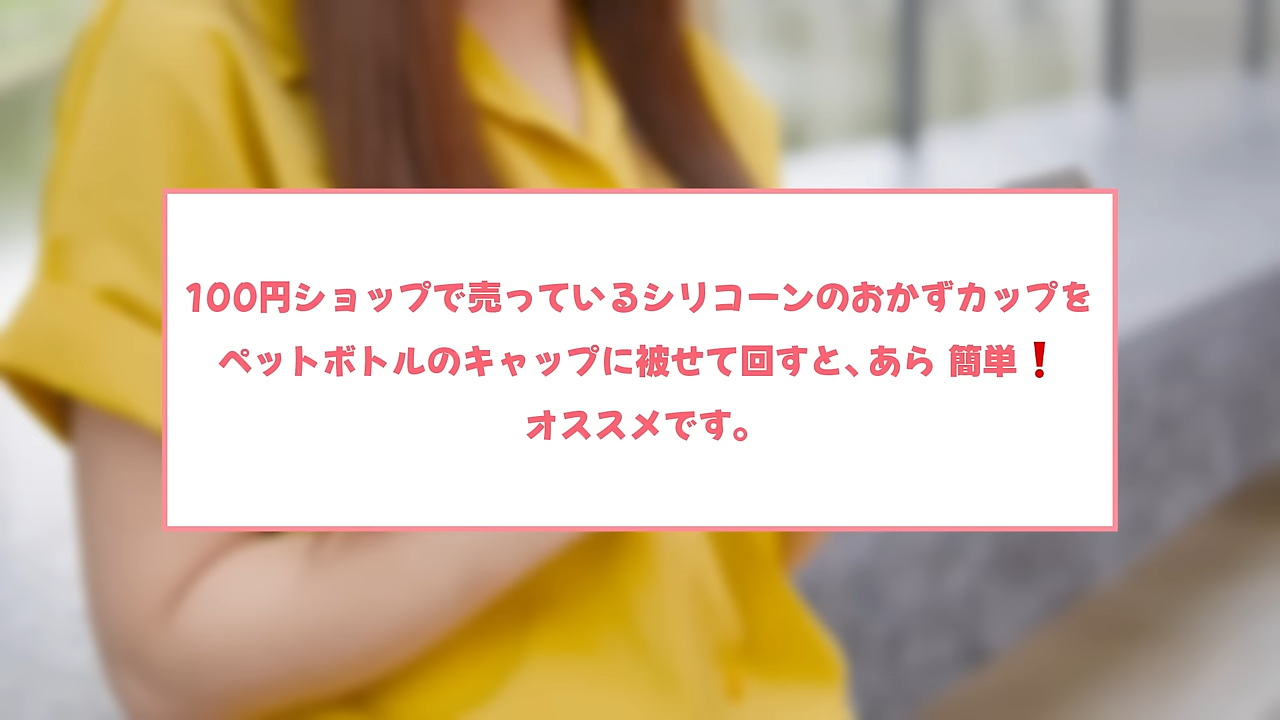 100円ショップで売っているシリコーンのおかずカップを
ペットボトルのキャップに被せて回すと、あら 簡単❗
オススメです。